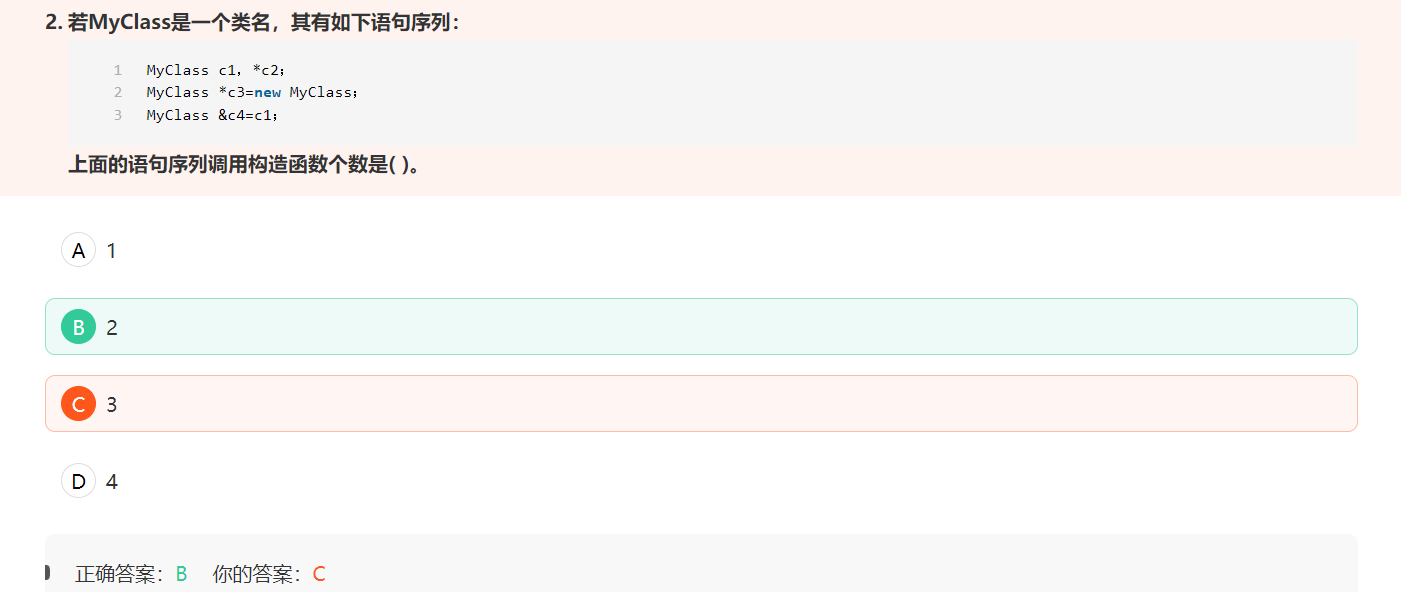 2. 若MyClass是一个类名，其有如下语句序列：
1 MyClass c1，*c2；
2 MyClass *c3=new MyClass；
3 MyClass &c4=c1；
上面的语句序列调用构造函数个数是( )。
A 1
B 2
C 3
D 4
正确答案：B 你的答案：C